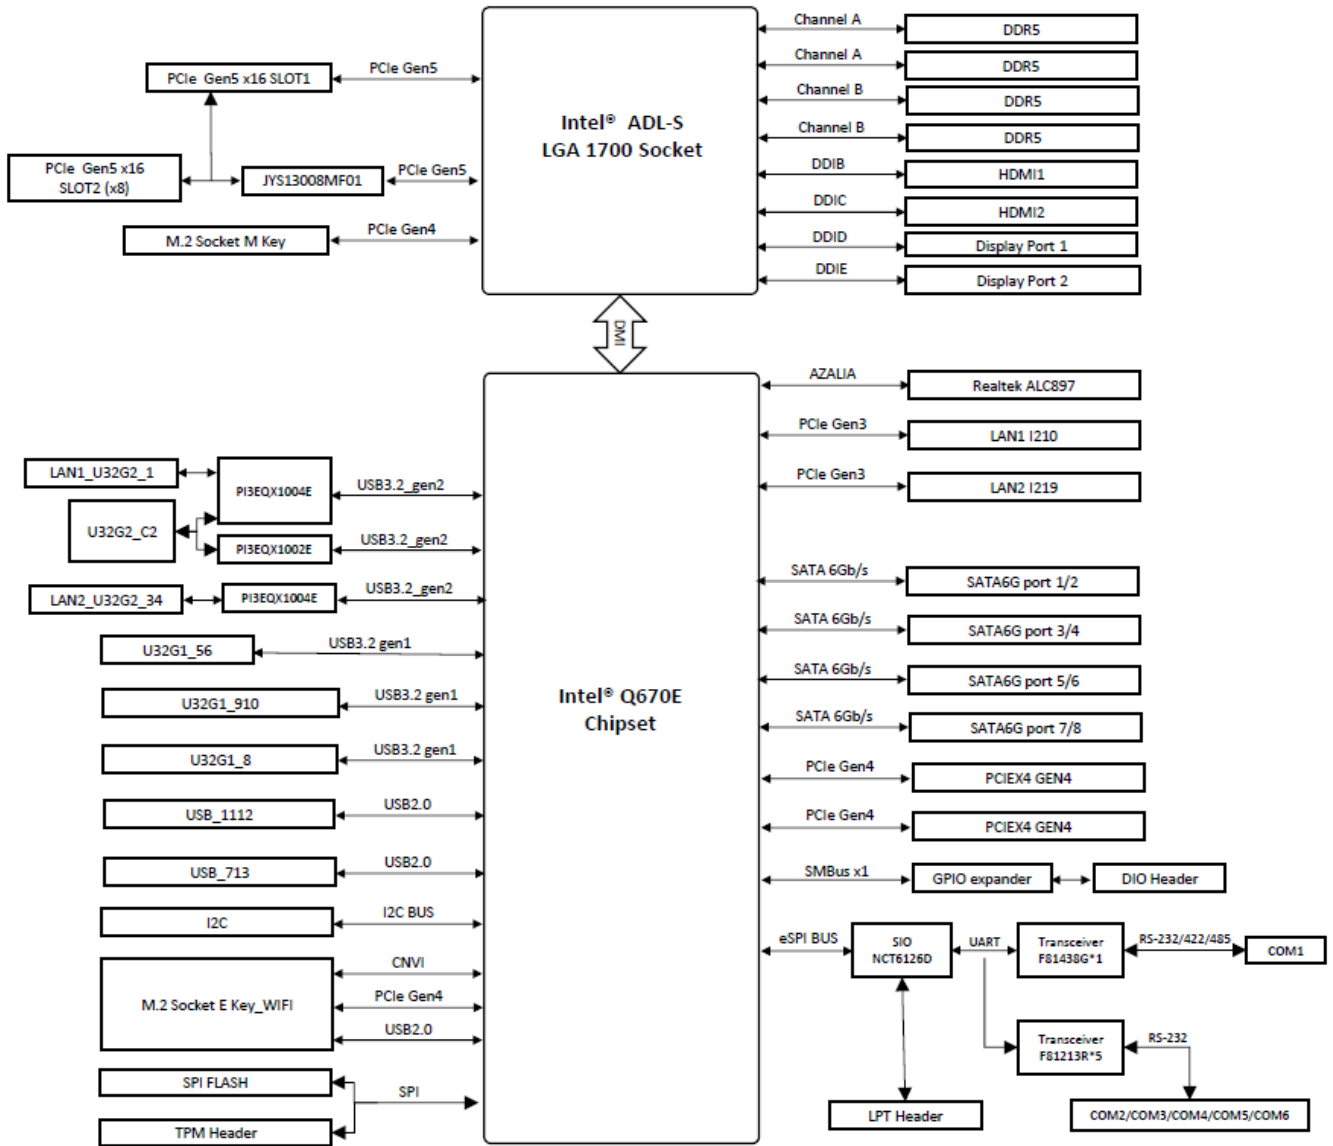 Channel A
DDR5
Channel A
DDR5
PCIe Gen5 x16 SLOT1
PCIe Gen5
Channel B
DDR5
Intel® ADL-S
LGA 1700 Socket
Channel B
DDR5
PCIe Gen5 x16
SLOT2 (x8)
JYS13008MF01
PCIe Gen5
DDIB
HDMI1
DDIC
HDMI2
M.2 Socket M Key
PCIe Gen4
DDID
Display Port 1
DDIE
Display Port 2
DMI
AZALIA
Realtek ALC897
PCIe Gen3
LAN1 I210
LAN1_U32G2_1
PI3EQX1004E
USB3.2_gen2
PCIe Gen3
LAN2 I219
U32G2_C2
PI3EQX1002E
USB3.2_gen2
LAN2_U32G2_34
PI3EQX1004E
USB3.2_gen2
SATA 6Gb/s
SATA6G port 1/2
U32G1_56
USB3.2 gen1
SATA 6Gb/s
SATA6G port 3/4
SATA 6Gb/s
SATA6G port 5/6
U32G1_910
USB3.2 gen1
Intel® Q670E
Chipset
SATA 6Gb/s
SATA6G port 7/8
U32G1_8
USB3.2 gen1
PCIe Gen4
PCIEX4 GEN4
USB_1112
USB2.0
PCIe Gen4
PCIEX4 GEN4
USB_713
USB2.0
SMBus x1
GPIO expander
DIO Header
I2C
I2C BUS
eSPI BUS
SIO
NCT6126D
UART
Transceiver
F81438G*1
RS-232/422/485
COM1
M.2 Socket E Key_WIFI
CNVI
PCIe Gen4
USB2.0
Transceiver
F81213R*5
RS-232
SPI FLASH
SPI
TPM Header
LPT Header
COM2/COM3/COM4/COM5/COM6